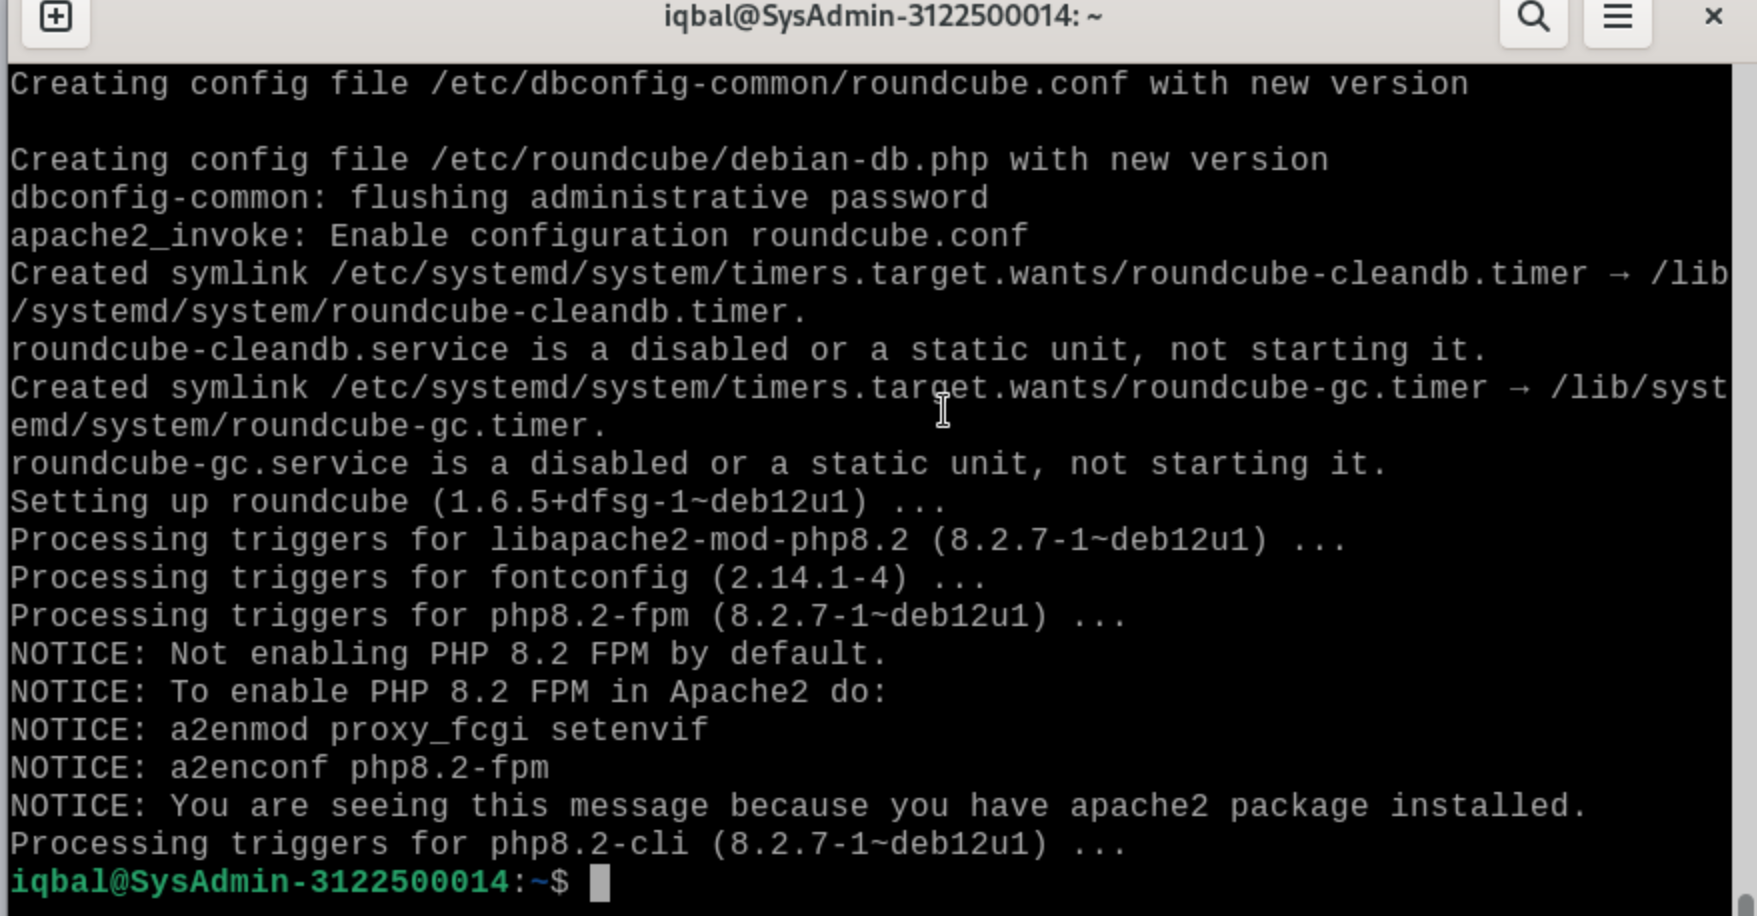 iqbal@SysAdmin-3122500014: ~
Creating config file /etc/dbconfig-common/roundcube.conf with new version
Creating config file /etc/roundcube/debian-db.php with new version
dbconfig-common: flushing administrative password
apache2_invoke: Enable configuration roundcube.conf
Created symlink /etc/systemd/system/timers.target.wants/roundcube-cleandb.timer → /lib
/systemd/system/roundcube-cleandb.timer.
roundcube-cleandb.service is a disabled or a static unit, not starting it.
Created symlink /etc/systemd/system/timers.target.wants/roundcube-gc.timer → /lib/syst
emd/system/roundcube-gc.timer.
roundcube-gc.service is a disabled or a static unit, not starting it.
Setting up roundcube (1.6.5+dfsg-1~deb12u1) ...
Processing triggers for libapache2-mod-php8.2 (8.2.7-1~deb12u1) ...
Processing triggers for fontconfig (2.14.1-4) ...
Processing triggers for php8.2-fpm (8.2.7-1~deb12u1) ...
NOTICE: Not enabling PHP 8.2 FPM by default.
NOTICE: To enable PHP 8.2 FPM in Apache2 do:
NOTICE: a2enmod proxy_fcgi setenvif
NOTICE: a2enconf php8.2-fpm
NOTICE: You are seeing this message because you have apache2 package installed.
Processing triggers for php8.2-cli (8.2.7-1~deb12u1) ...
iqbal@SysAdmin-3122500014:~$